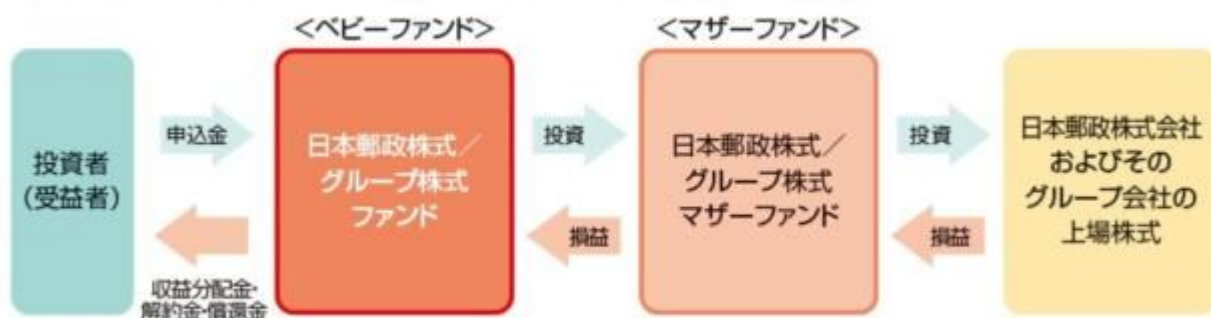 <ベビーファンド>
<マザーファンド>
投資者
(受益者)
申込金
収益分配金・
解約金・償還金
日本郵政株式/
グループ株式
ファンド
投資
損益
日本郵政株式/
グループ株式
マザーファンド
投資
損益
日本郵政株式会社
およびその
グループ会社の
上場株式